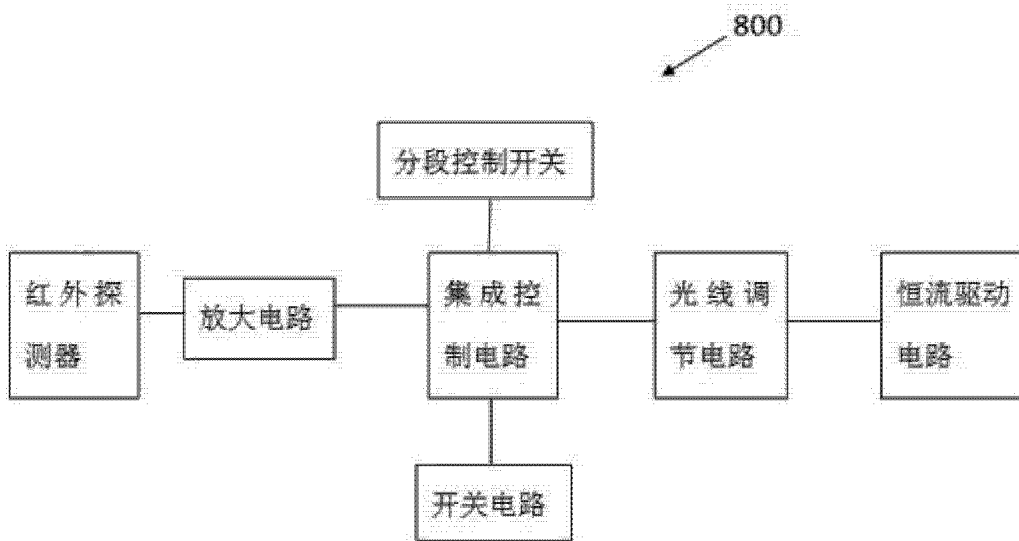 800
分段控制开关
红外探
测器
放大电路
集成控
制电路
光线调
节电路
恒流驱动
电路
开关电路